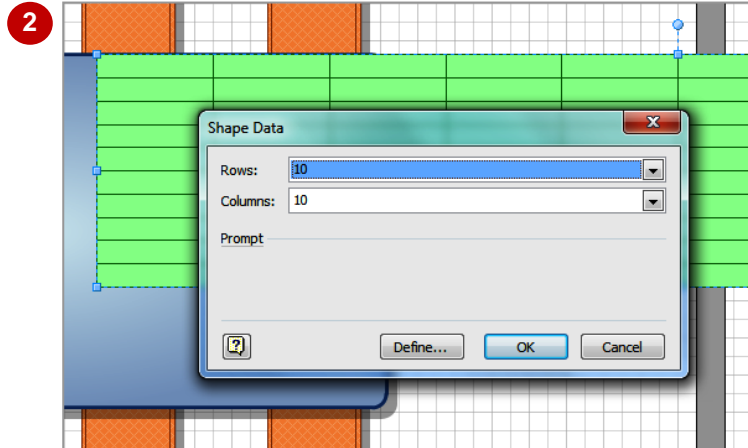 2
Shape Data
Rows: 10
Columns: 10
Prompt
Define... OK Cancel